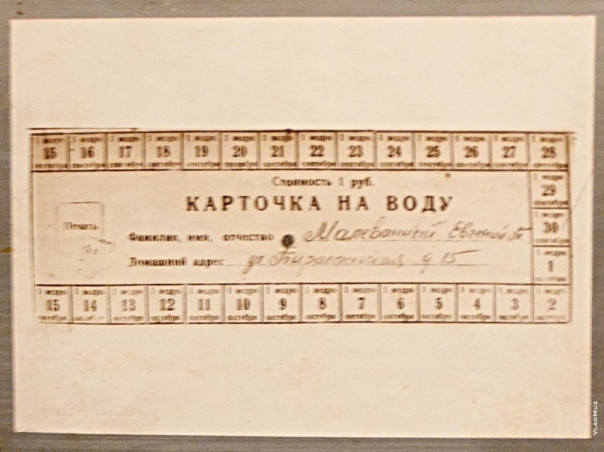 1 ведро 1 ведро 1 ведро 1 ведро 1 ведро 1 ведро 1 ведро 1 ведро 1 ведро 1 ведро 1 ведро 1 ведро 1 ведро 1 ведро
15 16 17 18 19 20 21 22 23 24 25 26 27 28
сентября сентября сентября сентября сентября сентября сентября сентября сентября сентября сентября сентября сентября сентября
Стоимость 1 руб.
1 ведро
29
сентября
КАРТОЧКА НА ВОДУ
Печать
1 ведро
30
сентября
Фамилия, имя, отчество Малеванный Евгений
Домашний адрес ул д 15
1 ведро
1
октября
1 ведро 1 ведро 1 ведро 1 ведро 1 ведро 1 ведро 1 ведро 1 ведро 1 ведро 1 ведро 1 ведро 1 ведро 1 ведро 1 ведро
15 14 13 12 11 10 9 8 7 6 5 4 3 2
октября октября октября октября октября октября октября октября октября октября октября октября октября октября
VLADMUZ